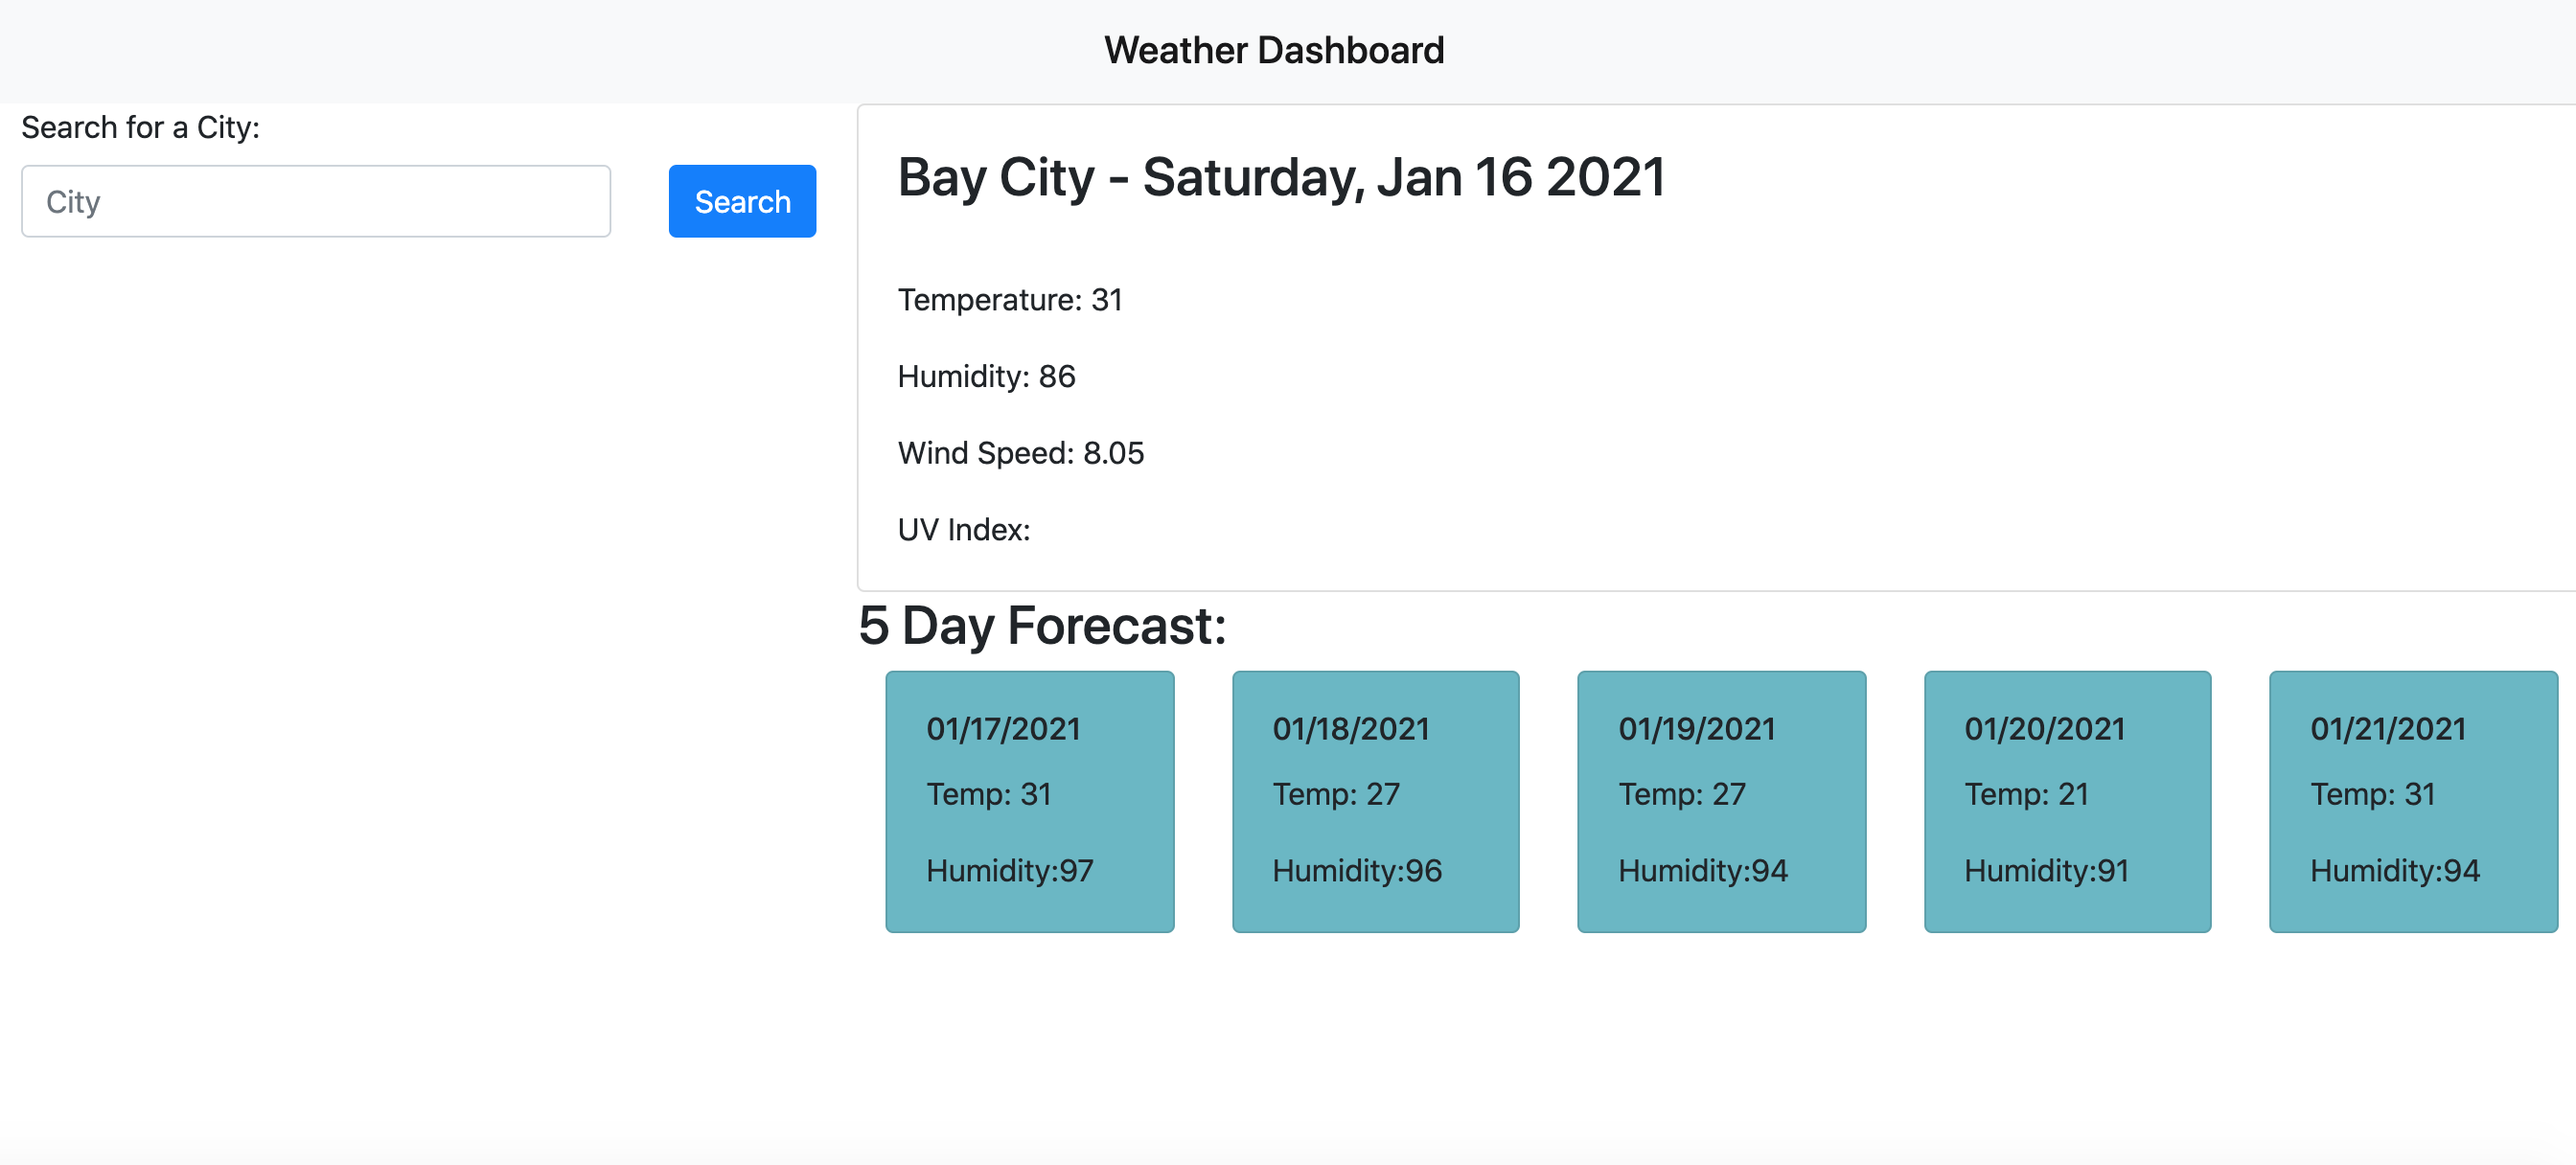 Weather Dashboard
Search for a City:
City
Search
Bay City - Saturday, Jan 16 2021
Temperature: 31
Humidity: 86
Wind Speed: 8.05
UV Index:
5 Day Forecast:
01/17/2021
Temp: 31
Humidity:97
01/18/2021
Temp: 27
Humidity:96
01/19/2021
Temp: 27
Humidity:94
01/20/2021
Temp: 21
Humidity:91
01/21/2021
Temp: 31
Humidity:94